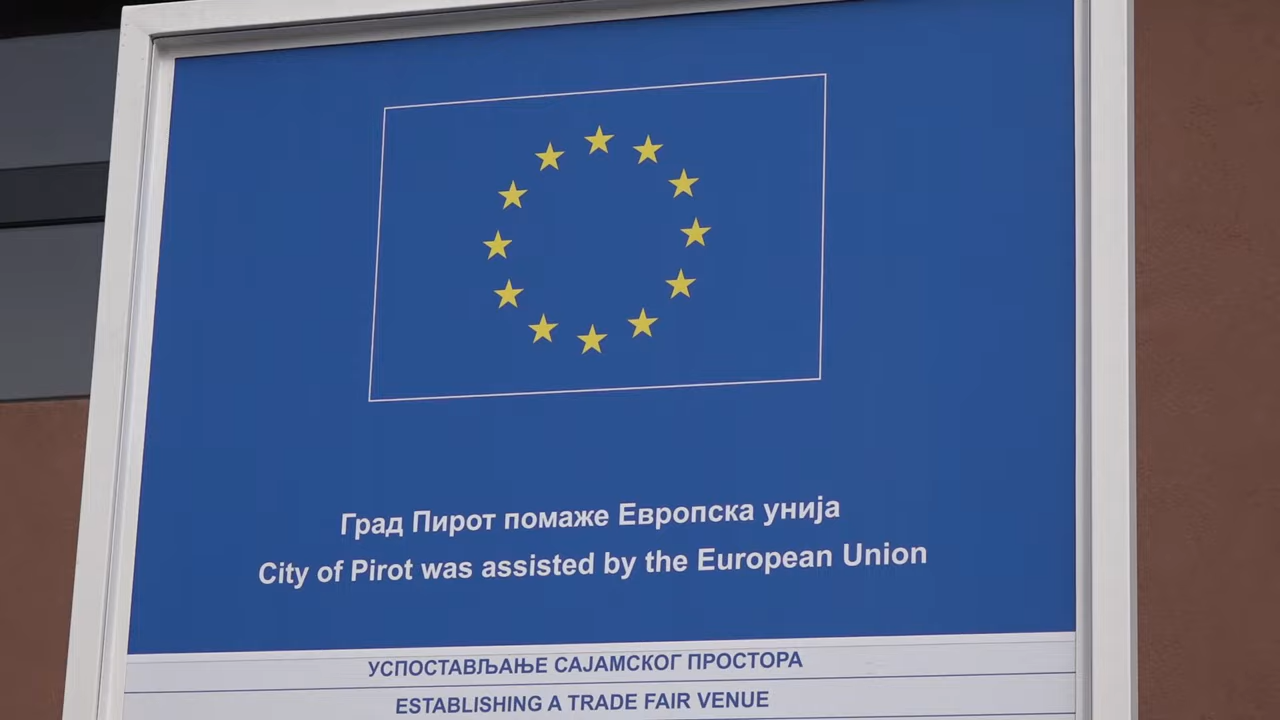 Град Пирот помаже Европска унија
City of Pirot was assisted by the European Union
УСПОСТАВЉАЊЕ САЈАМСКОГ ПРОСТОРА
ESTABLISHING A TRADE FAIR VENUE